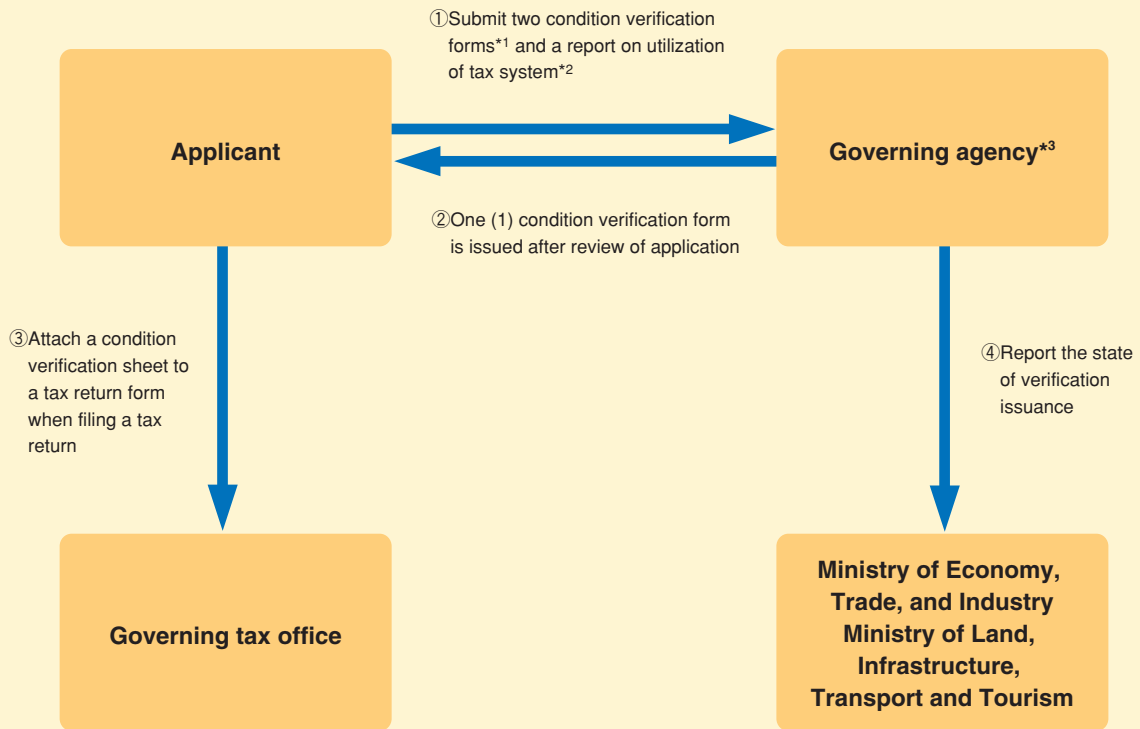 ①Submit two condition verification
forms*1 and a report on utilization
of tax system*2
Applicant
Governing agency*3
②One (1) condition verification form
is issued after review of application
③Attach a condition
verification sheet to
a tax return form
when filing a tax
return
④Report the state
of verification
issuance
Governing tax office
Ministry of Economy,
Trade, and Industry
Ministry of Land,
Infrastructure,
Transport and Tourism